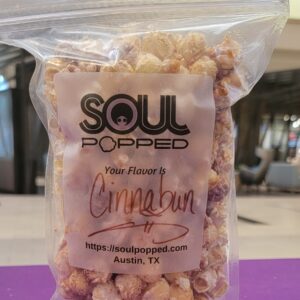 SOUL
POPPED
Your Flavor Is
Cinnabun
https://soulpopped.com
Austin, TX